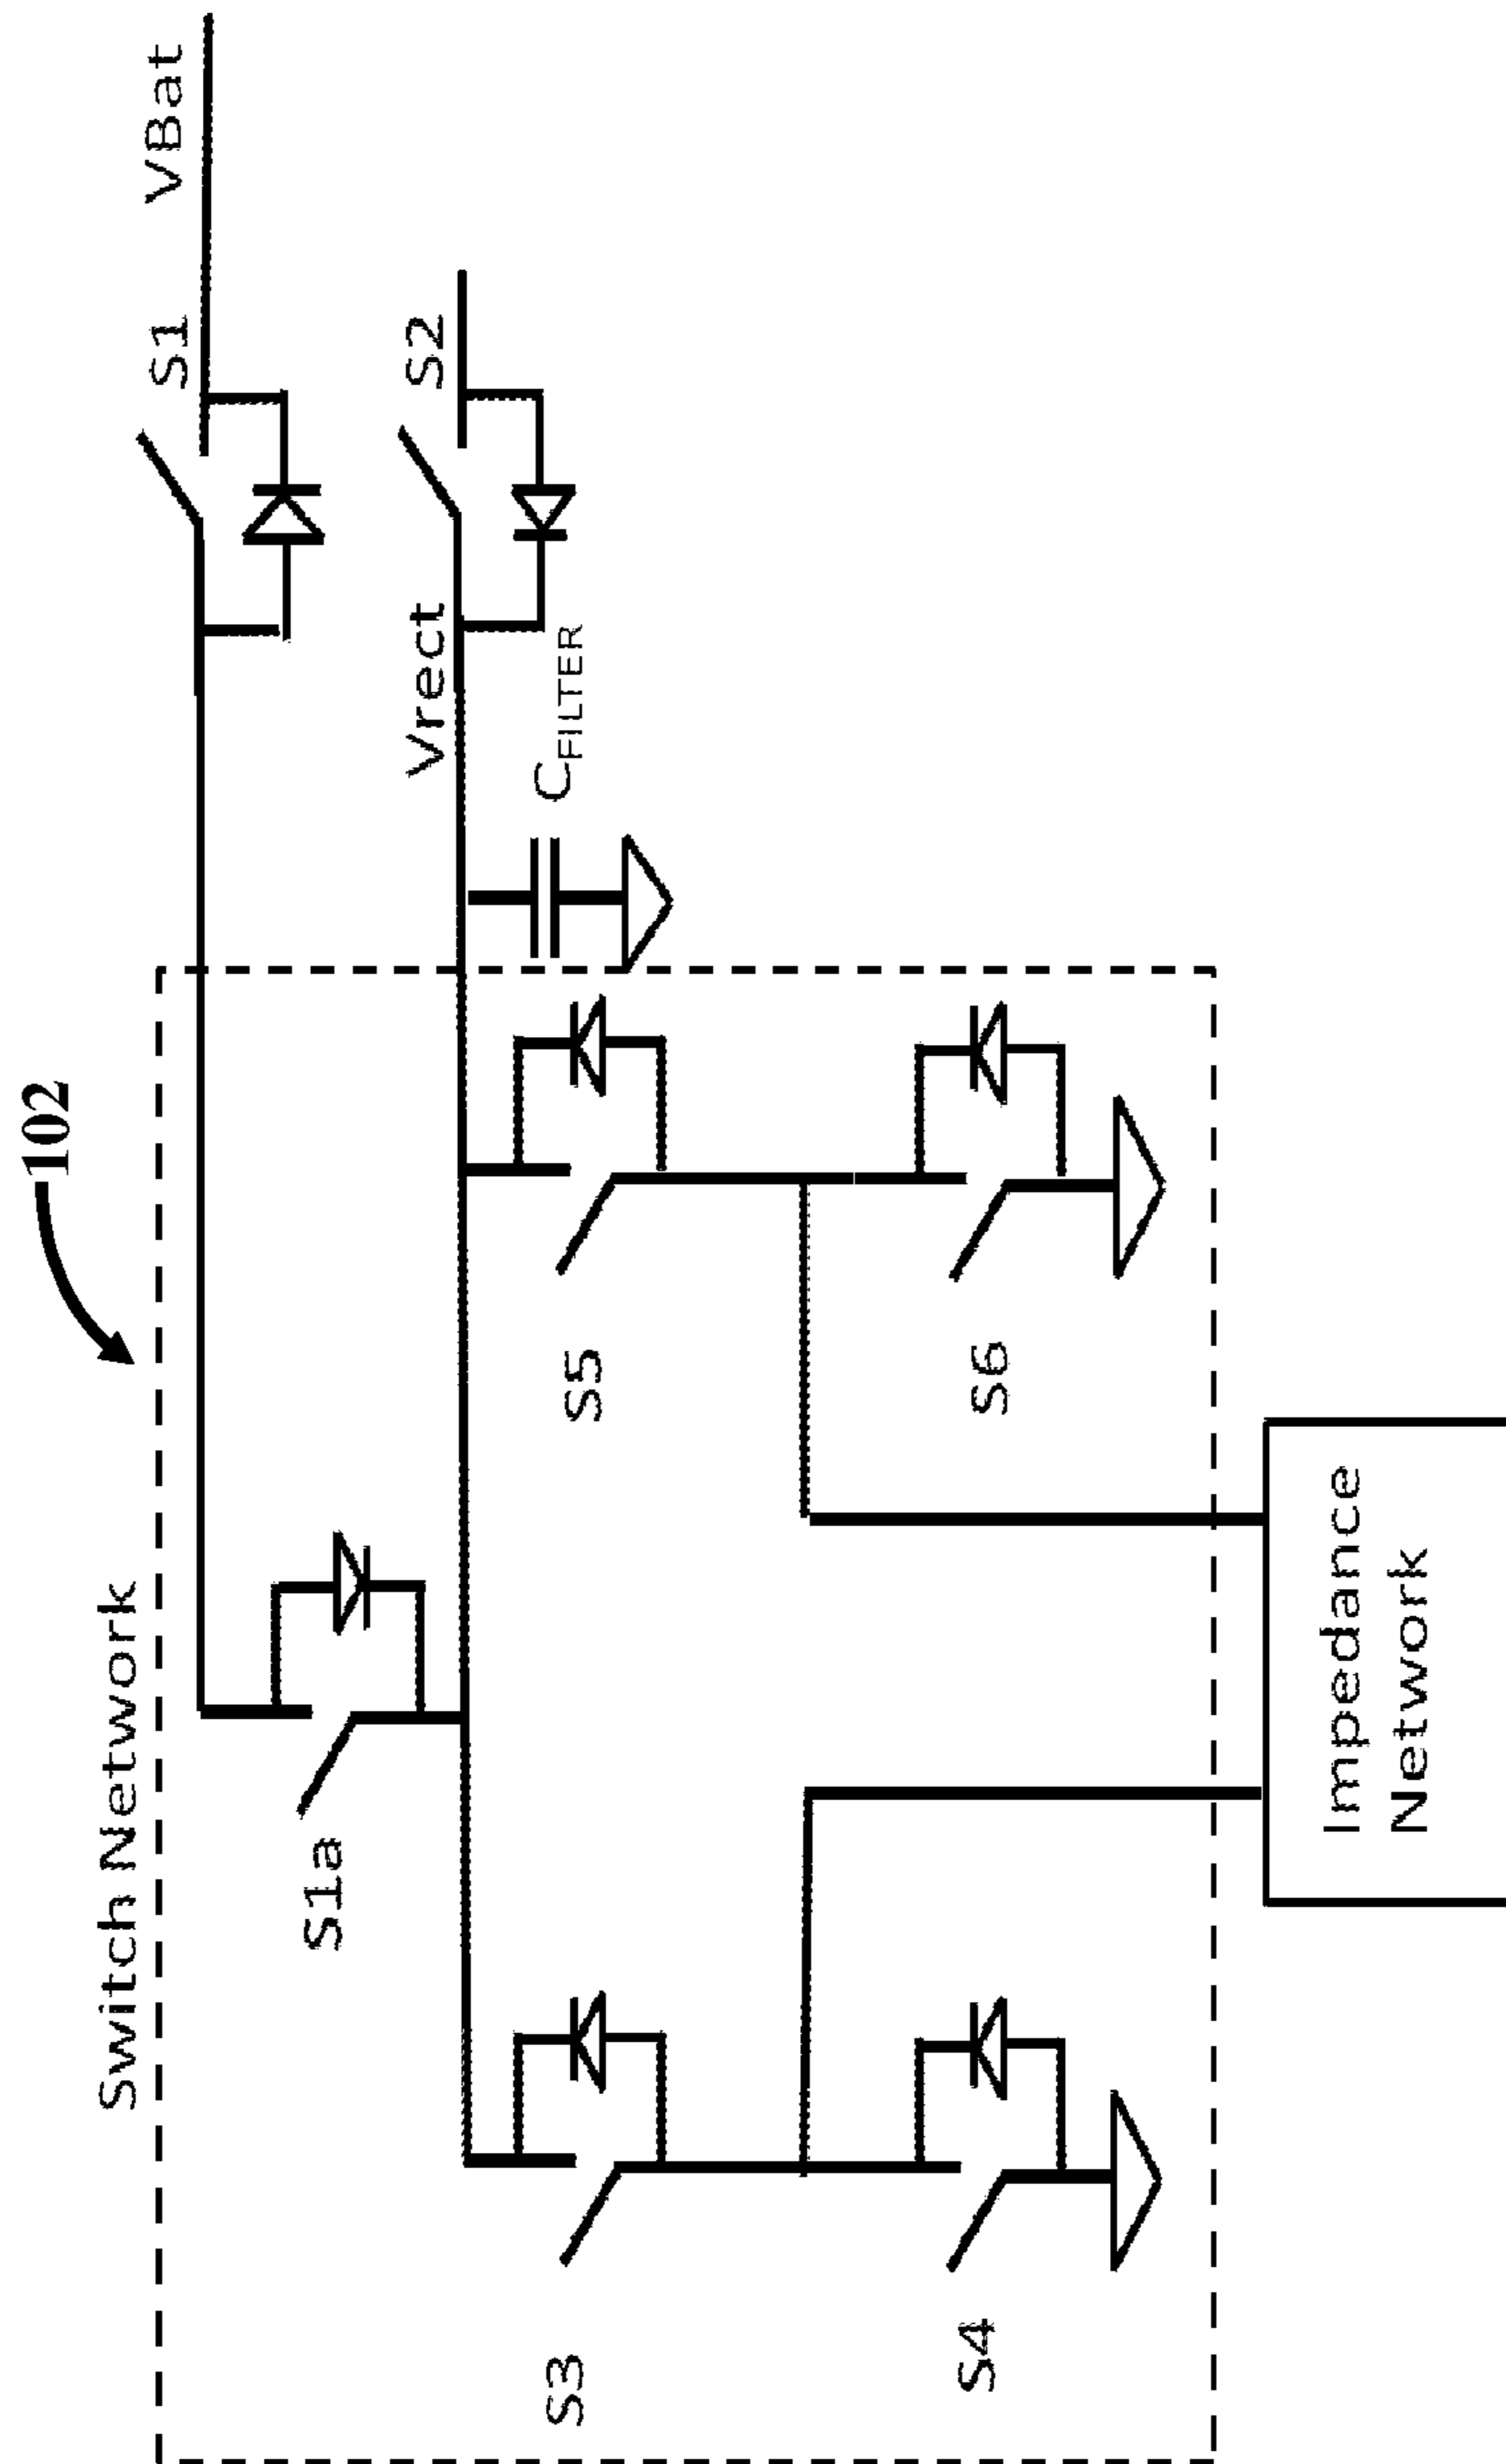 102
Switch Network
VBat
S1
S1a
S2
Vrect
CFILTER
S3
S5
S4
S6
Impedance
Network